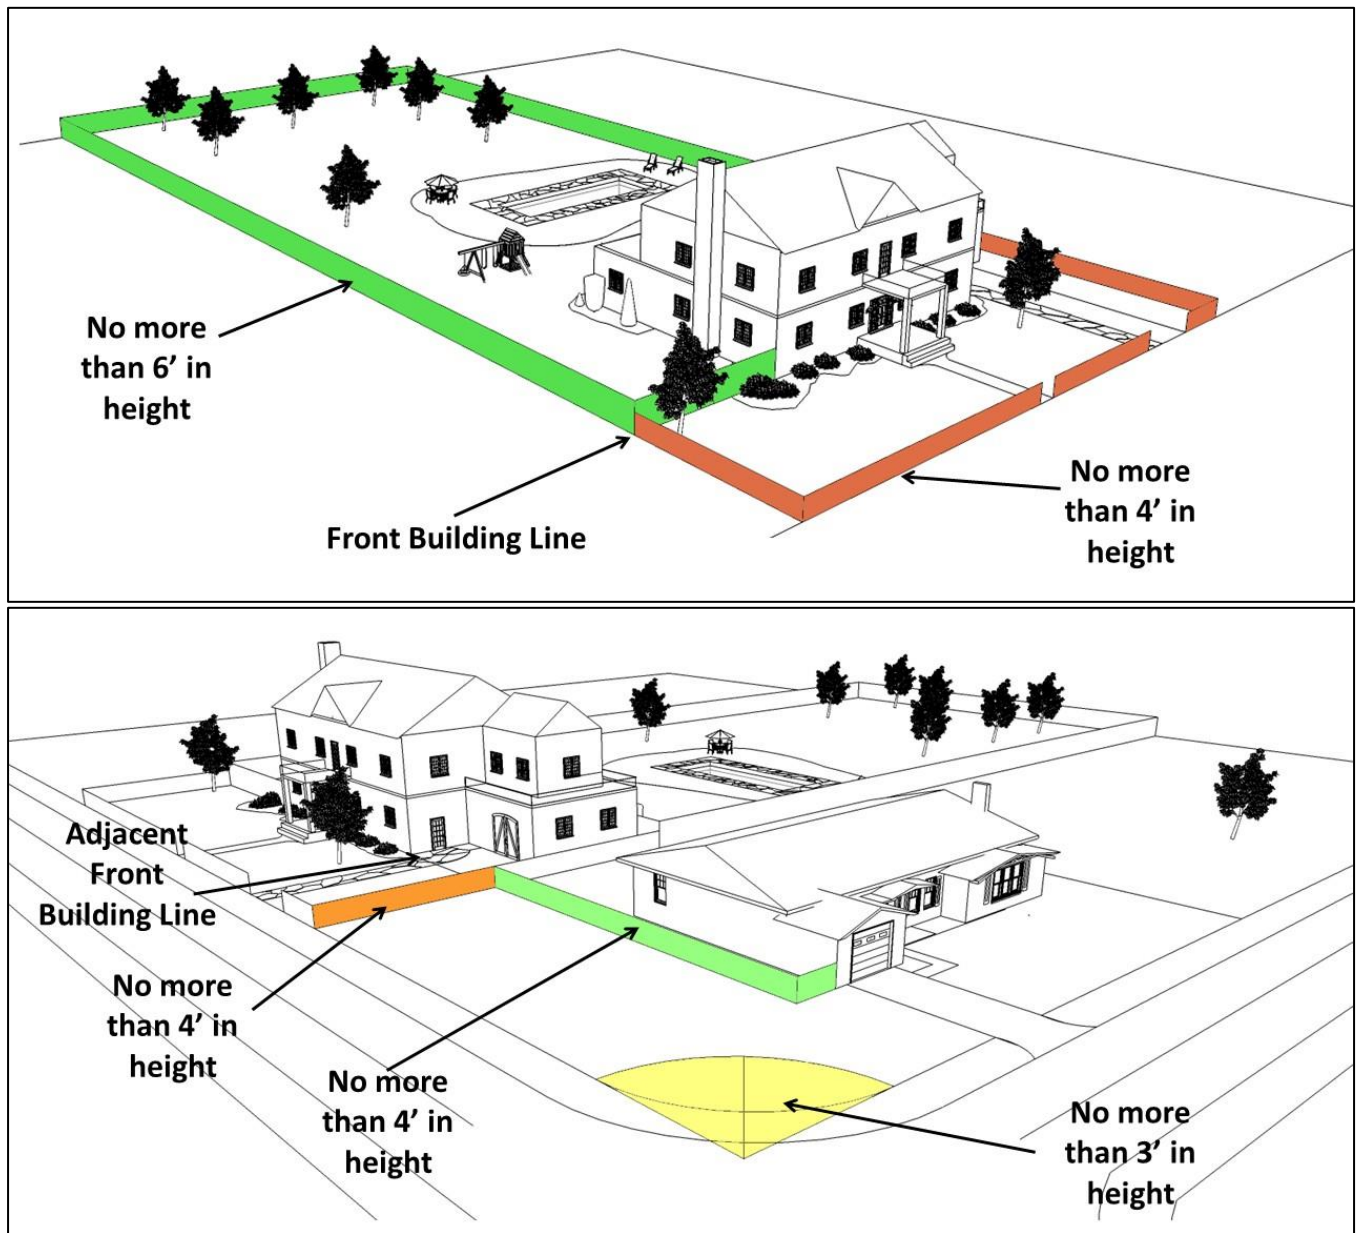 No more
than 6’ in
height
Front Building Line
No more
than 4’ in
height
Adjacent
Front
Building Line
No more
than 4’ in
height
No more
than 4’ in
height
No more
than 3’ in
height